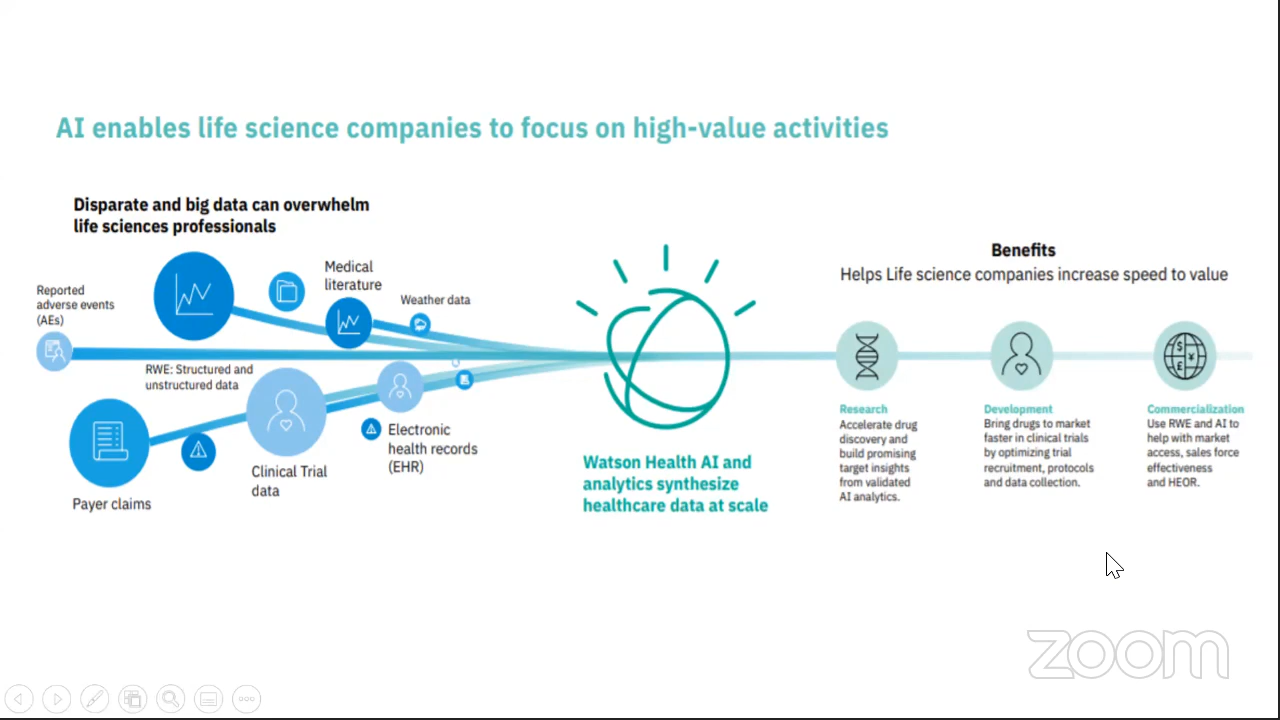 AI enables life science companies to focus on high-value activities
Disparate and big data can overwhelm
life sciences professionals
Reported
adverse events
(AEs)
Medical
literature
Weather data
RWE: Structured and
unstructured data
Electronic
health records
(EHR)
Clinical Trial
data
Payer claims
Watson Health AI and
analytics synthesize
healthcare data at scale
Benefits
Helps Life science companies increase speed to value
$
¥
£
Research
Accelerate drug
discovery and
build promising
target insights
from validated
AI analytics.
Development
Bring drugs to market
faster in clinical trials
by optimizing trial
recruitment, protocols
and data collection.
Commercialization
Use RWE and AI to
help with market
access, sales force
effectiveness
and HEOR.
zoom